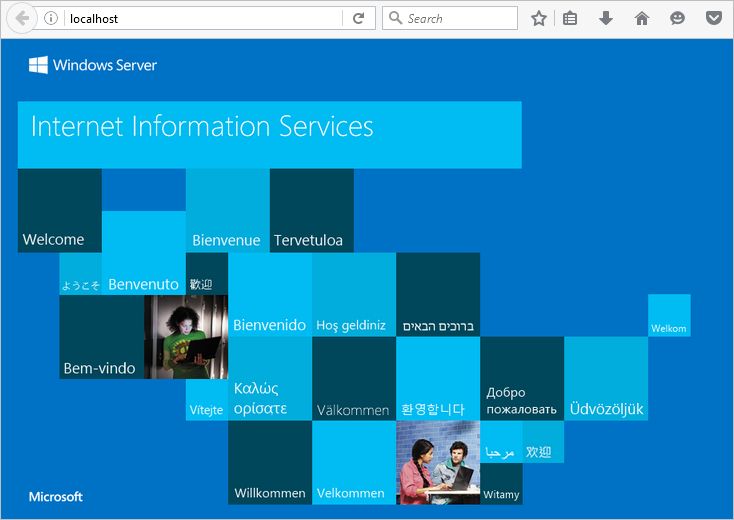 localhost
Search
Windows Server
Internet Information Services
Welcome
Bienvenue
Tervetuloa
ようこそ
Benvenuto
歡迎
Bienvenido
Hoş geldiniz
ברוכים הבאים
Welkom
Bem-vindo
Vítejte
Καλώς
ορίσατε
Välkommen
환영합니다
Добро
пожаловать
Üdvözöljük
مرحبا
欢迎
Willkommen
Velkommen
Witamy
Microsoft